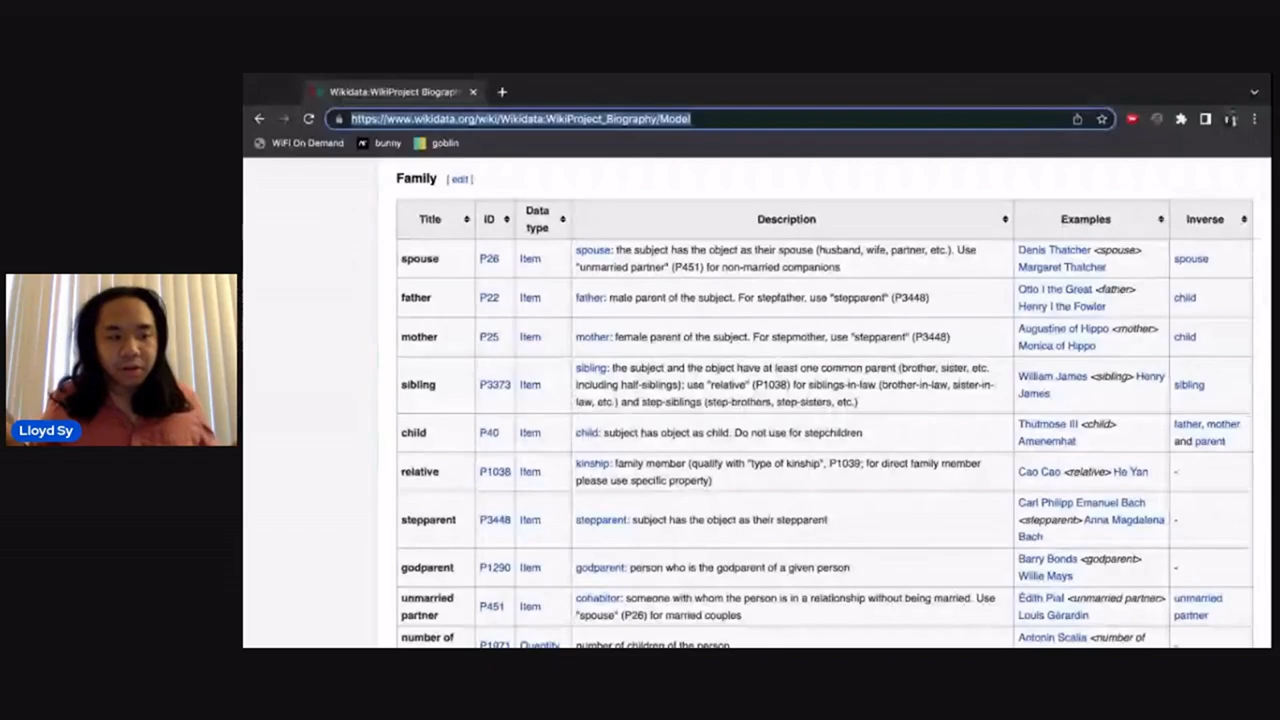 Wikidata:WikiProject Biograph
https://www.wikidata.org/wiki/Wikidata:WikiProject_Biography/Model
WiFi On Demand bunny goblin
Family [ edit ]
Title ID Data type Description Examples Inverse
spouse P26 Item spouse: the subject has the object as their spouse (husband, wife, partner, etc.). Use Denis Thatcher <spouse> spouse
"unmarried partner" (P451) for non-married companions Margaret Thatcher
father P22 Item father: male parent of the subject. For stepfather, use "stepparent" (P3448) Otto I the Great <father> child
Henry I the Fowler
mother P25 Item mother: female parent of the subject. For stepmother, use "stepparent" (P3448) Augustine of Hippo <mother> child
Monica of Hippo
sibling P3373 Item sibling: the subject and the object have at least one common parent (brother, sister, etc. William James <sibling> Henry sibling
including half-siblings); use "relative" (P1038) for siblings-in-law (brother-in-law, sister-in- James
law, etc.) and step-siblings (step-brothers, step-sisters, etc.)
child P40 Item child: subject has object as child. Do not use for stepchildren Thutmose III <child> father, mother
Amenemhat and parent
relative P1038 Item kinship: family member (qualify with "type of kinship", P1039; for direct family member Cao Cao <relative> He Yan -
please use specific property)
stepparent P3448 Item stepparent: subject has the object as their stepparent Carl Philipp Emanuel Bach -
<stepparent> Anna Magdalena
Bach
godparent P1290 Item godparent: person who is the godparent of a given person Barry Bonds <godparent> -
Willie Mays
unmarried P451 Item cohabitor: someone with whom the person is in a relationship without being married. Use Édith Piaf <unmarried partner> unmarried
partner "spouse" (P26) for married couples Louis Gérardin partner
number of P1971 Quantity number of children of the person Antonin Scalia <number of
Lloyd Sy